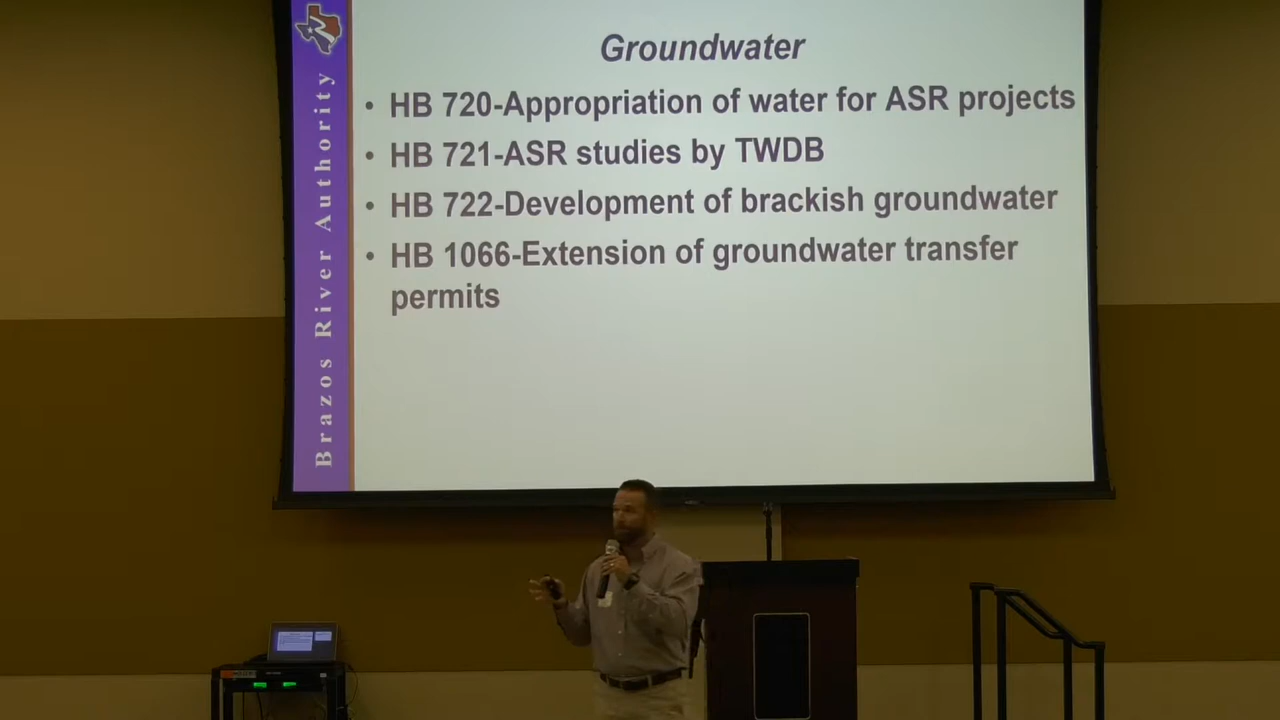 Groundwater
• HB 720-Appropriation of water for ASR projects
• HB 721-ASR studies by TWDB
• HB 722-Development of brackish groundwater
• HB 1066-Extension of groundwater transfer
permits
Brazos River Authority